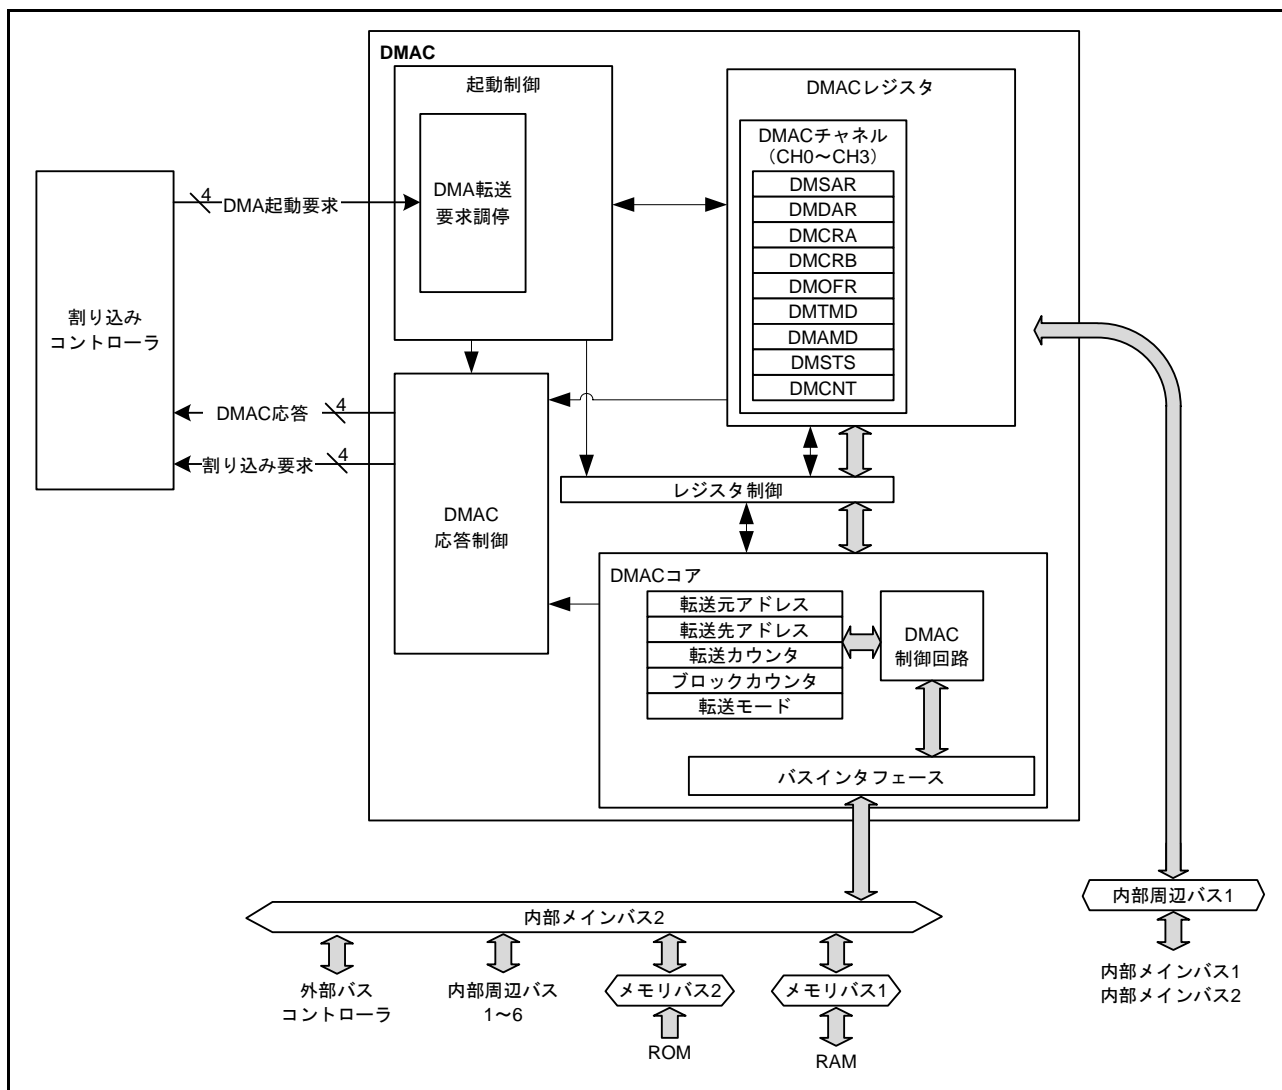 DMAC
起動制御
DMA転送
要求調停
DMACレジスタ
DMACチャネル
（CH0～CH3）
DMSAR
DMDAR
DMCRA
DMCRB
DMOFR
DMTMD
DMAMD
DMSTS
DMCNT
割り込み
コントローラ
4
DMA起動要求
DMAC応答
4
割り込み要求
4
DMAC
応答制御
レジスタ制御
DMACコア
転送元アドレス
転送先アドレス
転送カウンタ
ブロックカウンタ
転送モード
DMAC
制御回路
バスインタフェース
内部メインバス2
外部バス
コントローラ
内部周辺バス
1～6
メモリバス2
ROM
メモリバス1
RAM
内部周辺バス1
内部メインバス1
内部メインバス2